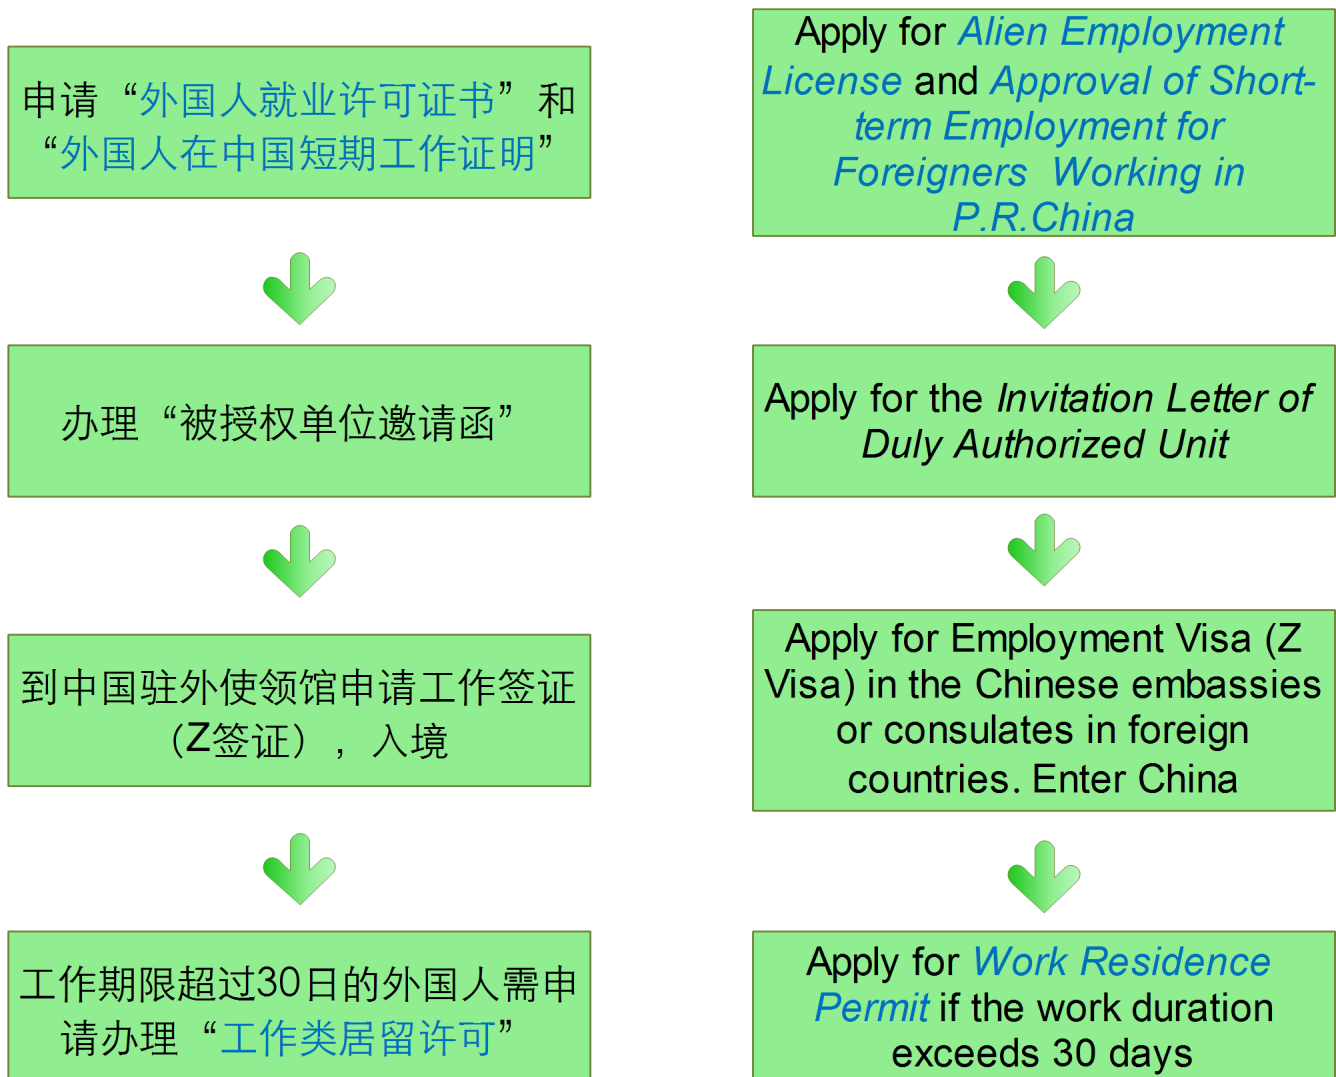 申请“外国人就业许可证书”和
“外国人在中国短期工作证明”
办理“被授权单位邀请函”
到中国驻外使领馆申请工作签证
（Z签证），入境
工作期限超过30日的外国人需申
请办理“工作类居留许可”
Apply for Alien Employment
License and Approval of Short-
term Employment for
Foreigners Working in
P.R.China
Apply for the Invitation Letter of
Duly Authorized Unit
Apply for Employment Visa (Z
Visa) in the Chinese embassies
or consulates in foreign
countries. Enter China
Apply for Work Residence
Permit if the work duration
exceeds 30 days